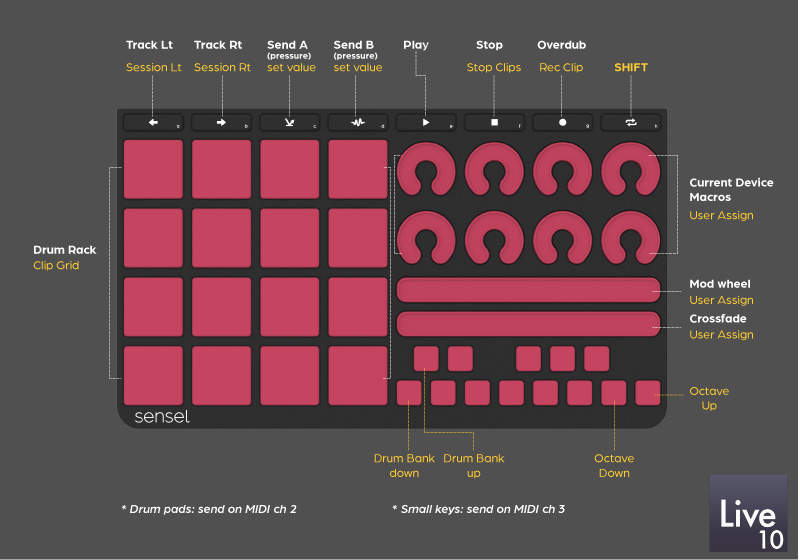 Track Lt Track Rt Send A Send B Play Stop Overdub
(pressure) (pressure)
Session Lt Session Rt set value set value Stop Clips Rec Clip SHIFT
a b c d e f g h
Current Device
Macros
User Assign
Drum Rack
Clip Grid
Mod wheel
User Assign
Crossfade
User Assign
Octave
Up
sensel
Drum Bank Drum Bank Octave
down up Down
* Drum pads: send on MIDI ch 2 * Small keys: send on MIDI ch 3
Live
10